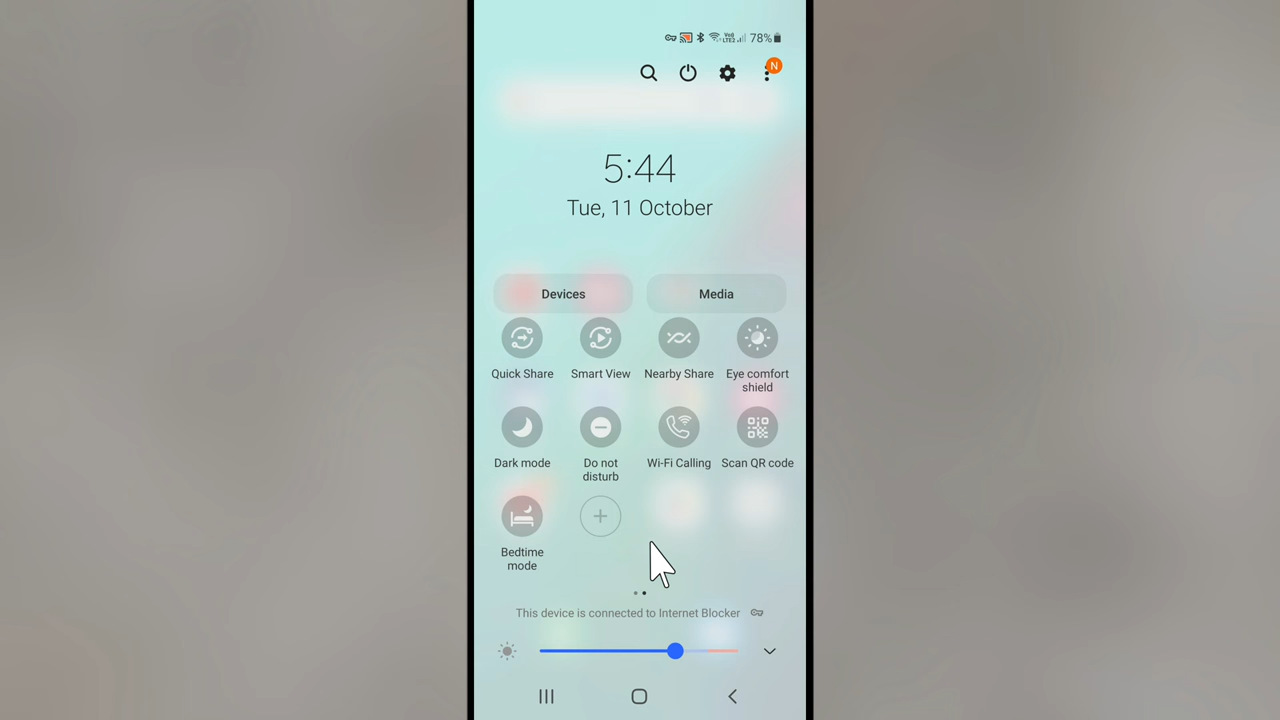 VoLTE2 78%
N
5:44
Tue, 11 October
Devices Media
Quick Share Smart View Nearby Share Eye comfort
shield
Dark mode Do not Wi-Fi Calling Scan QR code
disturb
Bedtime
mode
This device is connected to Internet Blocker